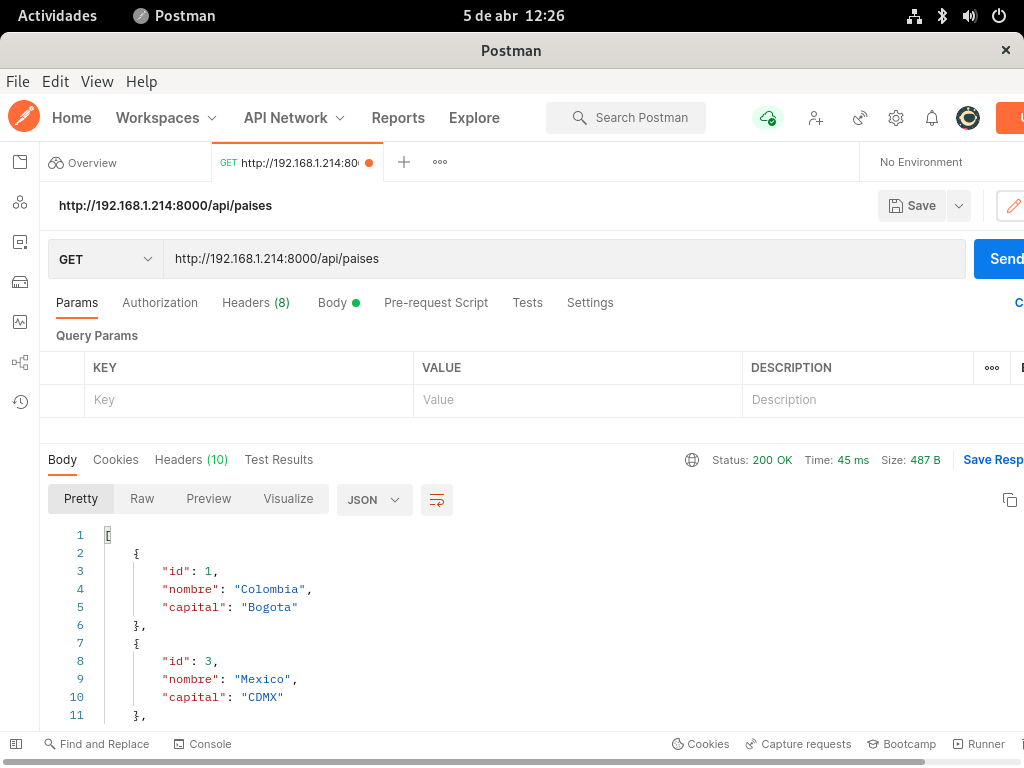 Actividades Postman 5 de abr 12:26
Postman
File Edit View Help
Home Workspaces API Network Reports Explore Search Postman
Overview GET http://192.168.1.214:80 No Environment
http://192.168.1.214:8000/api/paises Save
GET http://192.168.1.214:8000/api/paises Send
Params Authorization Headers (8) Body Pre-request Script Tests Settings C
Query Params
KEY VALUE DESCRIPTION
Key Value Description
Body Cookies Headers (10) Test Results Status: 200 OK Time: 45 ms Size: 487 B Save Resp
Pretty Raw Preview Visualize JSON
1 [
2 {
3 "id": 1,
4 "nombre": "Colombia",
5 "capital": "Bogota"
6 },
7 {
8 "id": 3,
9 "nombre": "Mexico",
10 "capital": "CDMX"
11 },
Find and Replace Console Cookies Capture requests Bootcamp Runner